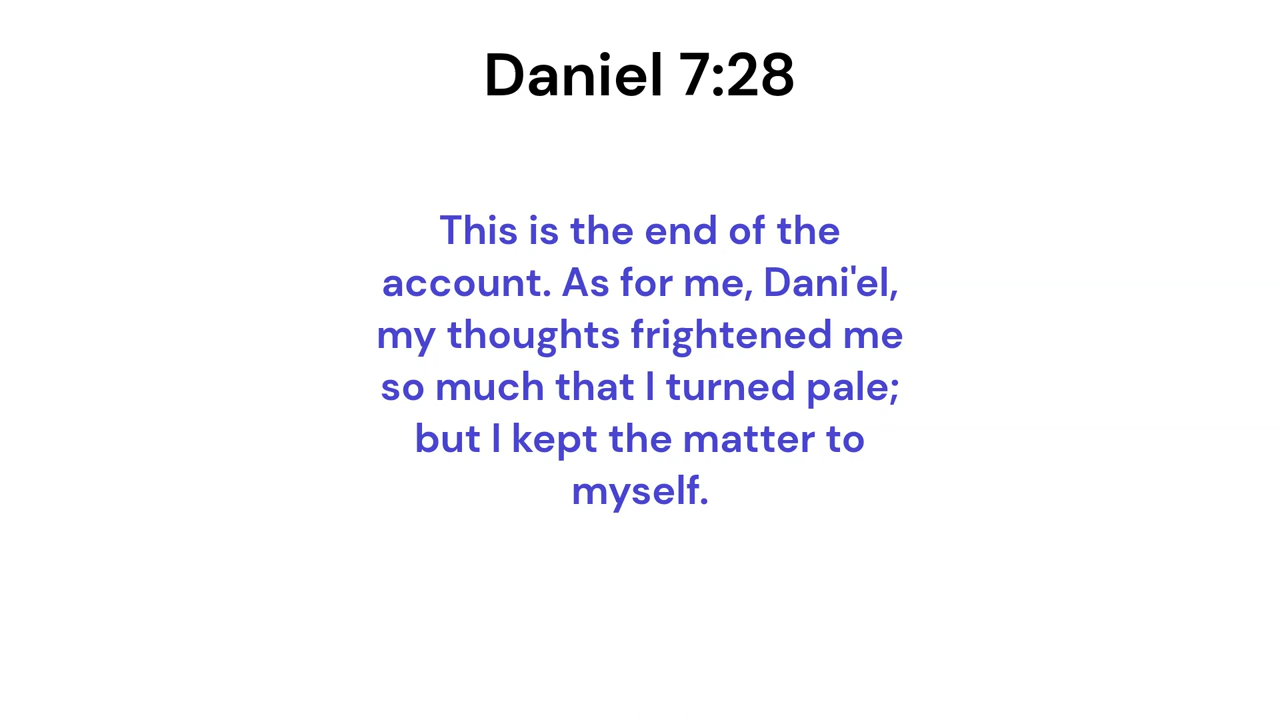 Daniel 7:28
This is the end of the
account. As for me, Dani'el,
my thoughts frightened me
so much that I turned pale;
but I kept the matter to
myself.